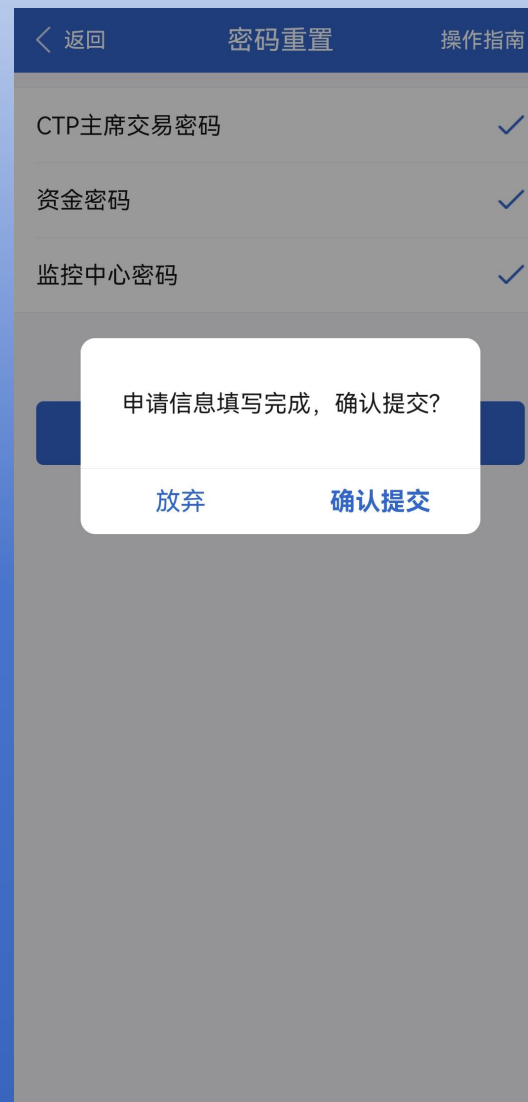 返回 密码重置 操作指南
CTP主席交易密码
资金密码
监控中心密码
申请信息填写完成，确认提交?
放弃 确认提交